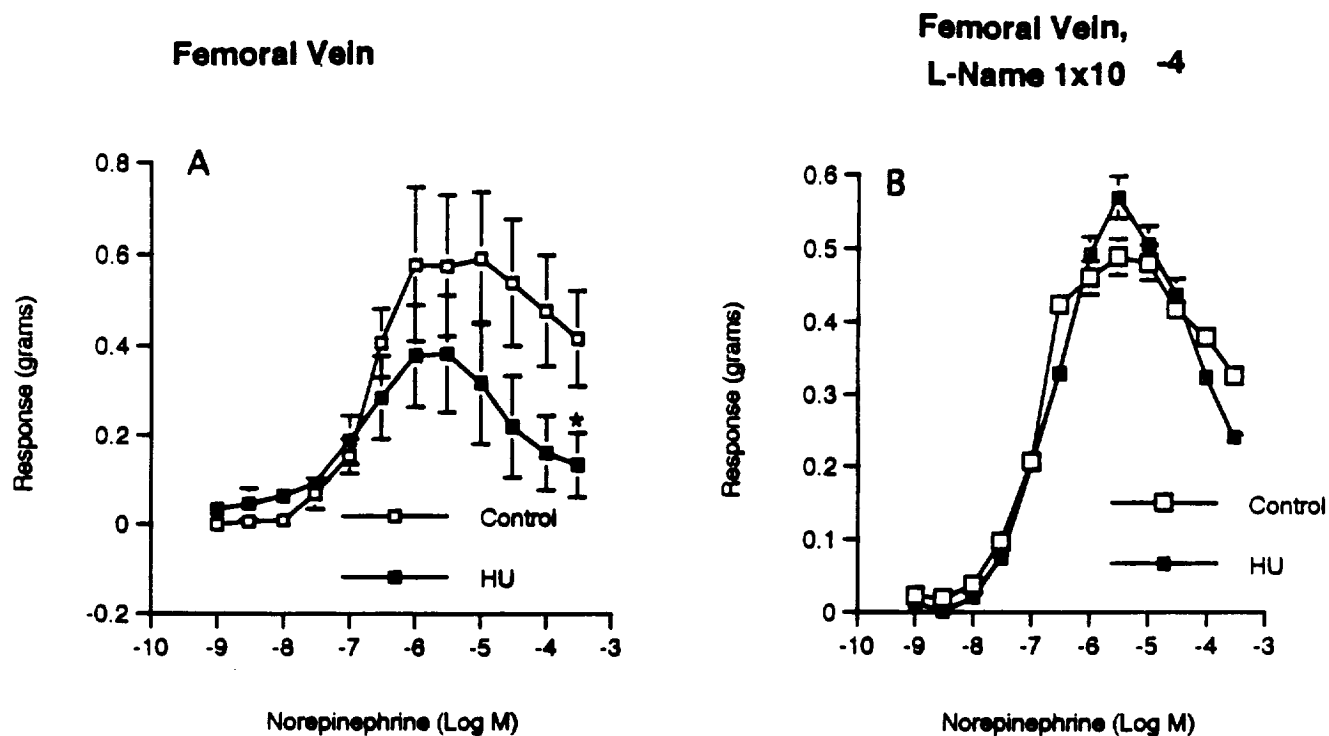 Femoral Vein
Femoral Vein,
L-Name 1x10 -4
A
0.8
0.6
0.4
0.2
0
-0.2
-10 -9 -8 -7 -6 -5 -4 -3
Response (grams)
Norepinephrine (Log M)
*
Control
HU
B
0.6
0.5
0.4
0.3
0.2
0.1
0
-10 -9 -8 -7 -6 -5 -4 -3
Response (grams)
Norepinephrine (Log M)
Control
HU